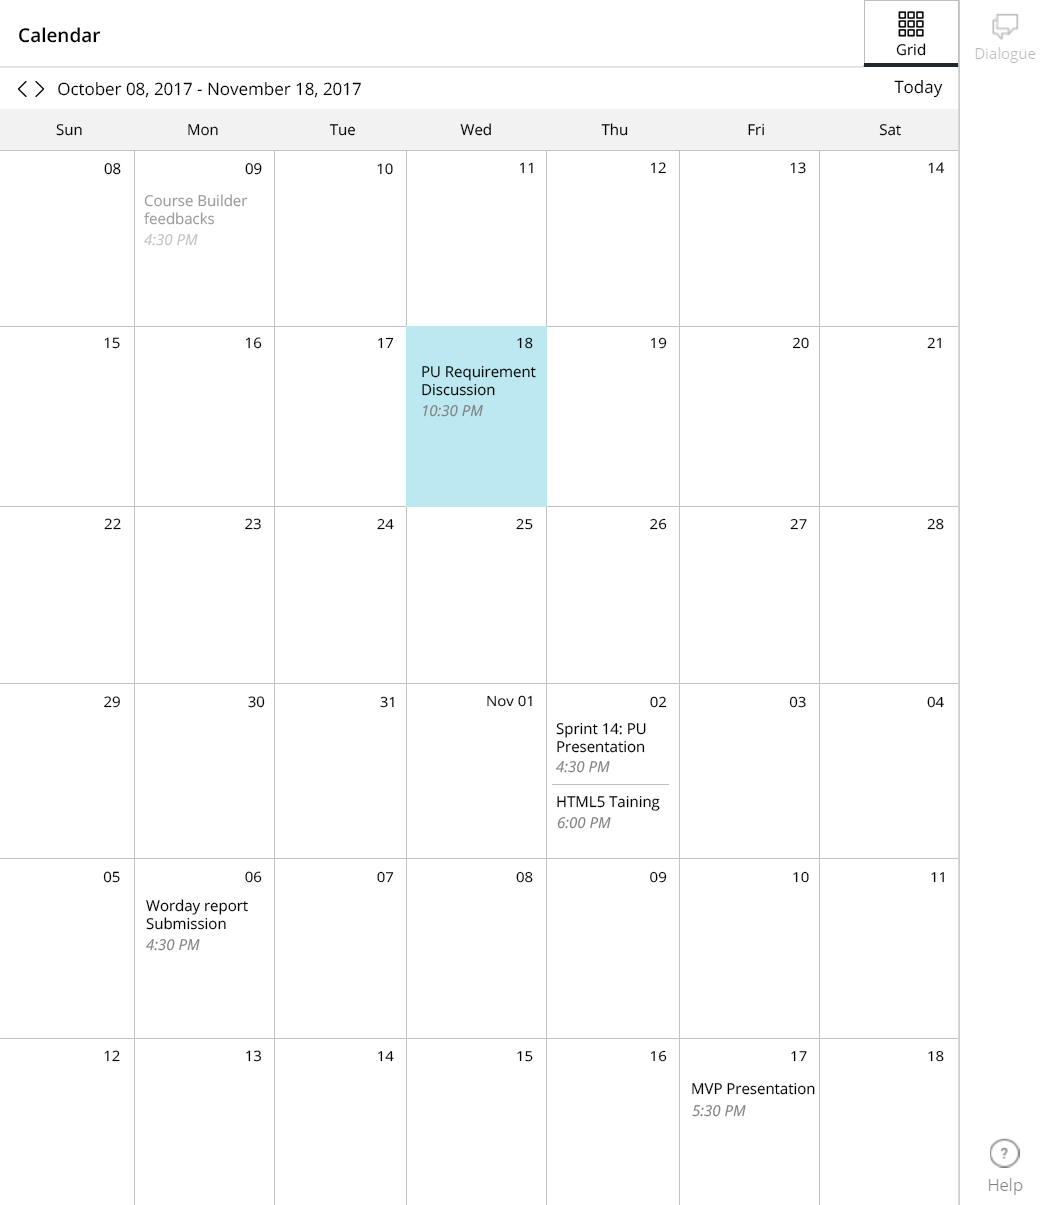 Calendar
Grid
Dialogue
October 08, 2017 - November 18, 2017
Today
Sun Mon Tue Wed Thu Fri Sat
08 09 10 11 12 13 14
Course Builder
feedbacks
4:30 PM
15 16 17 18 19 20 21
PU Requirement
Discussion
10:30 PM
22 23 24 25 26 27 28
29 30 31 Nov 01 02 03 04
Sprint 14: PU
Presentation
4:30 PM
HTML5 Taining
6:00 PM
05 06 07 08 09 10 11
Worday report
Submission
4:30 PM
12 13 14 15 16 17 18
MVP Presentation
5:30 PM
?
Help